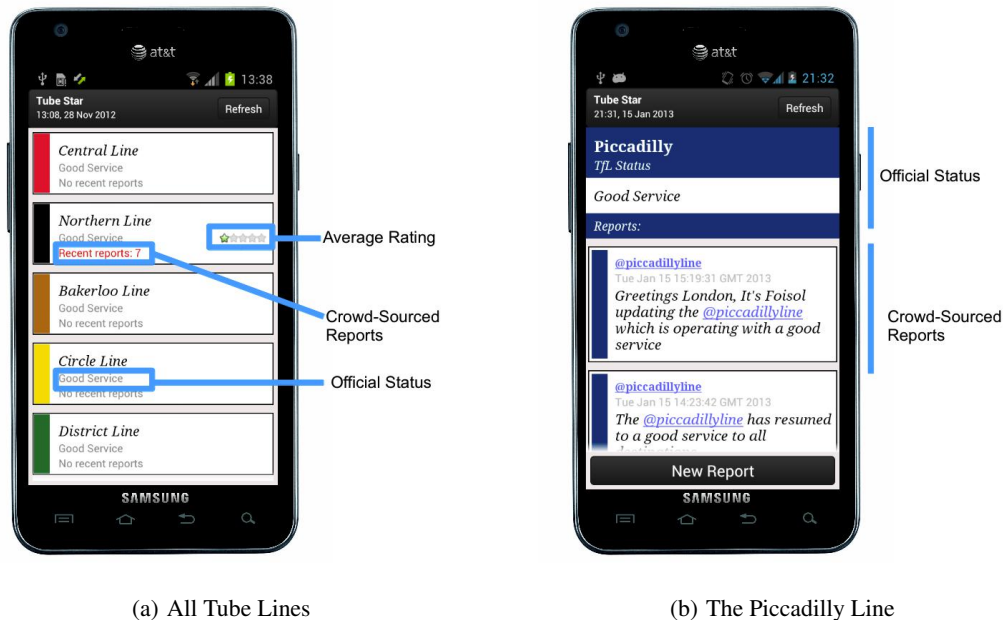 at&t
13:38
Tube Star
13:08, 28 Nov 2012
Refresh
Central Line
Good Service
No recent reports
Northern Line
Good Service
Recent reports: 7
Bakerloo Line
Good Service
No recent reports
Circle Line
Good Service
No recent reports
District Line
Good Service
No recent reports
SAMSUNG
Average Rating
Crowd-Sourced
Reports
Official Status
(a) All Tube Lines
at&t
21:32
Tube Star
21:31, 15 Jan 2013
Refresh
Piccadilly
TfL Status
Good Service
Reports:
@piccadillyline
Tue Jan 15 15:19:31 GMT 2013
Greetings London, It's Foisol
updating the @piccadillyline
which is operating with a good
service
@piccadillyline
Tue Jan 15 14:23:42 GMT 2013
The @piccadillyline has resumed
to a good service to all
destinations
New Report
SAMSUNG
Official Status
Crowd-Sourced
Reports
(b) The Piccadilly Line